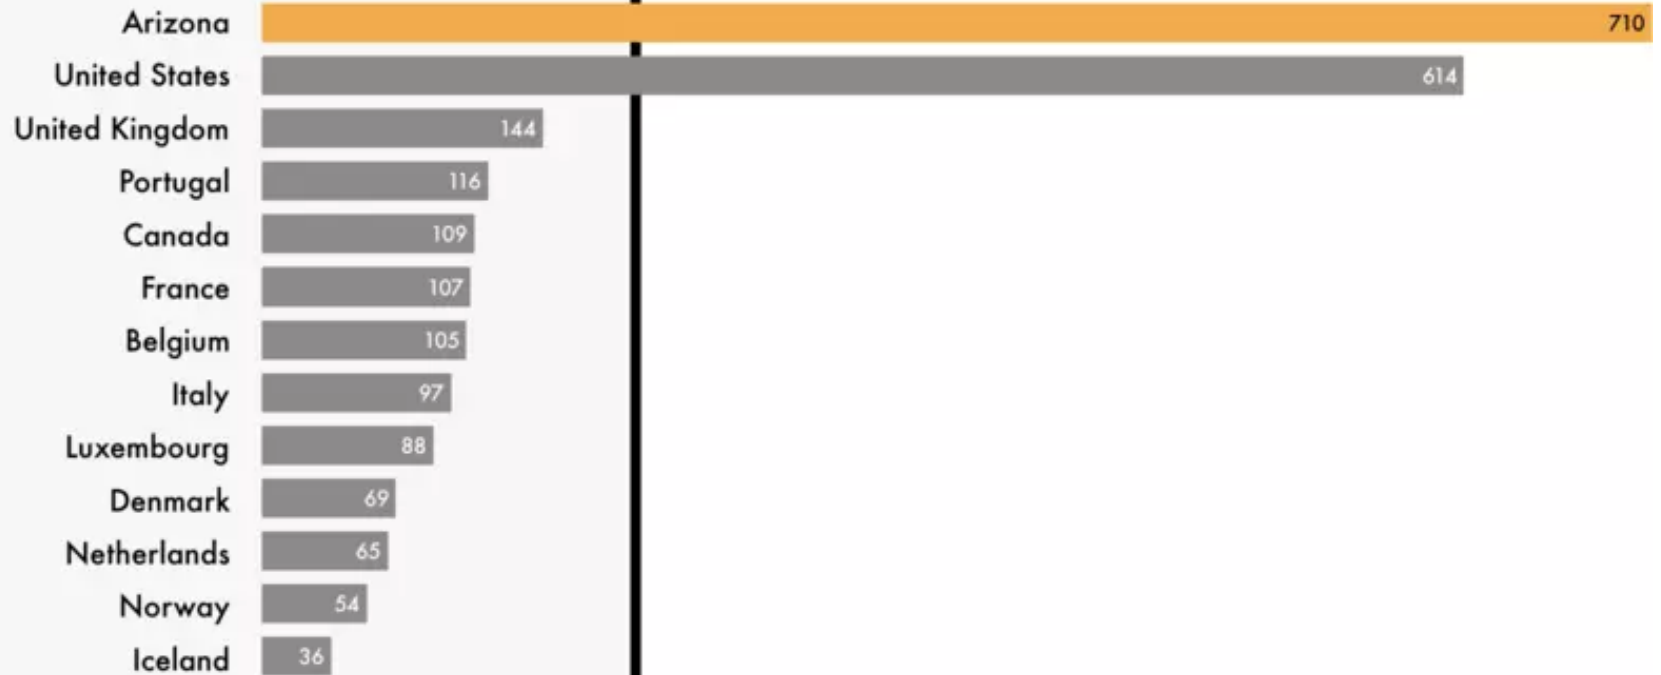 Arizona 710
United States 614
United Kingdom 144
Portugal 116
Canada 109
France 107
Belgium 105
Italy 97
Luxembourg 88
Denmark 69
Netherlands 65
Norway 54
Iceland 36